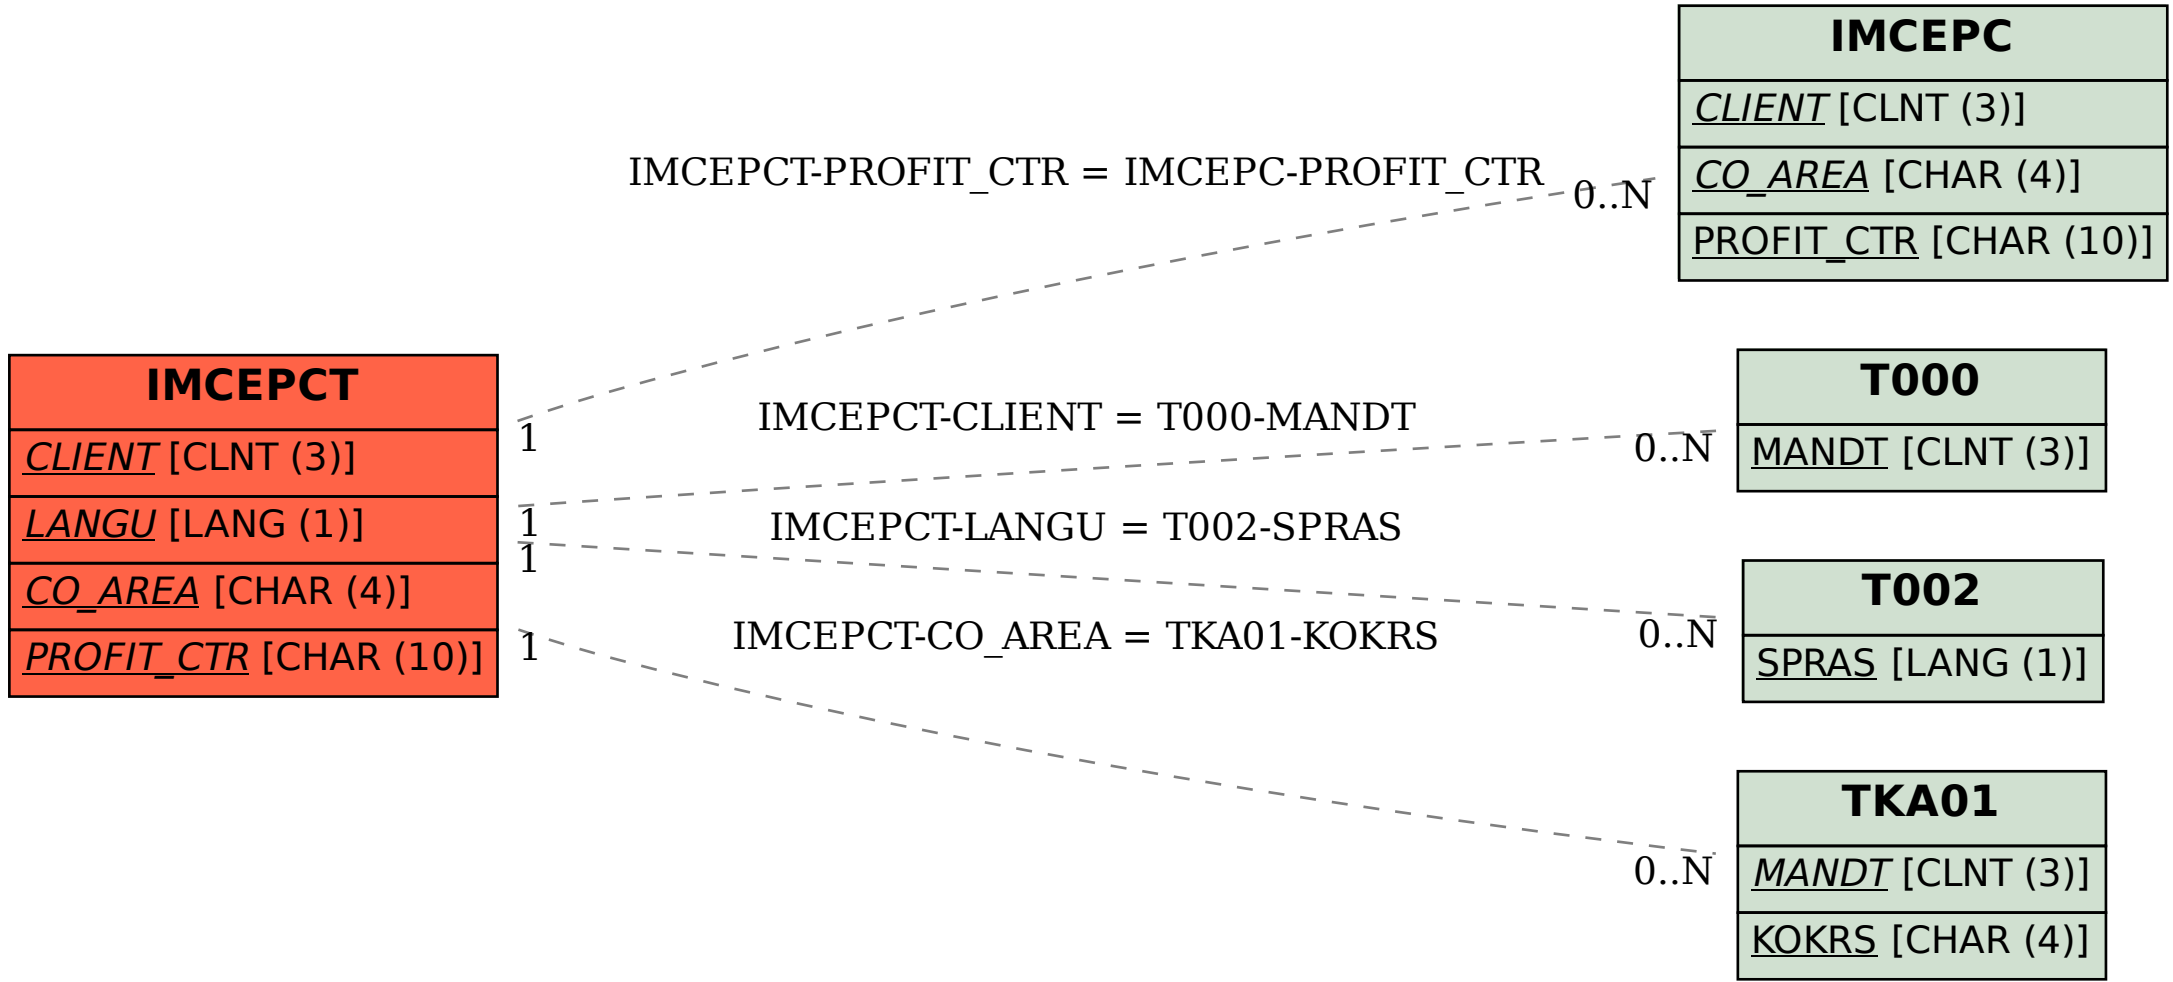 IMCEPC
CLIENT [CLNT (3)]
CO_AREA [CHAR (4)]
PROFIT_CTR [CHAR (10)]
IMCEPCT-PROFIT_CTR = IMCEPC-PROFIT_CTR
0..N
1
IMCEPCT
CLIENT [CLNT (3)]
LANGU [LANG (1)]
CO_AREA [CHAR (4)]
PROFIT_CTR [CHAR (10)]
IMCEPCT-CLIENT = T000-MANDT
1
0..N
T000
MANDT [CLNT (3)]
IMCEPCT-LANGU = T002-SPRAS
1
0..N
T002
SPRAS [LANG (1)]
IMCEPCT-CO_AREA = TKA01-KOKRS
1
0..N
TKA01
MANDT [CLNT (3)]
KOKRS [CHAR (4)]